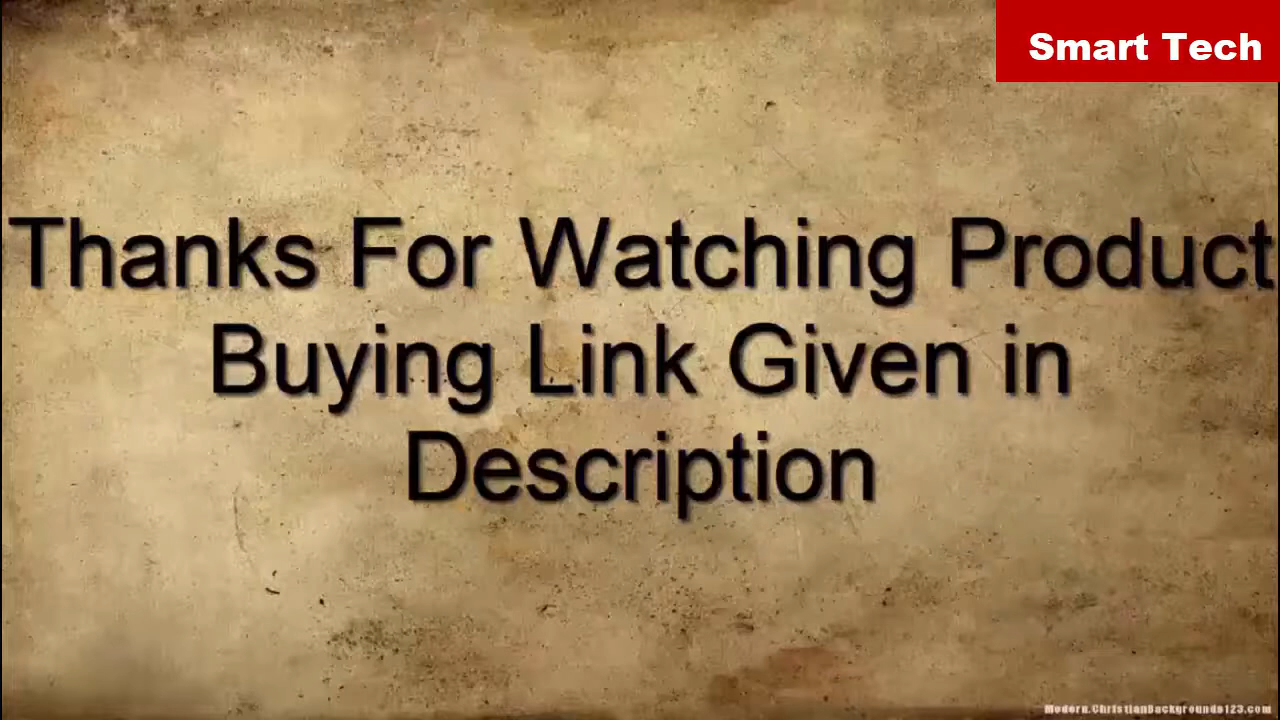 Smart Tech
Thanks For Watching Product
Buying Link Given in
Description
Modern.ChristianBackgrounds123.com